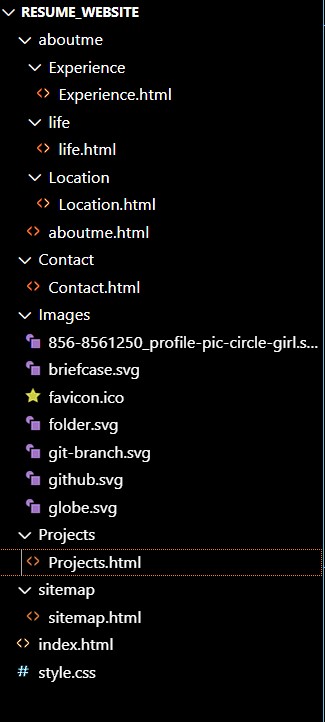 RESUME_WEBSITE
aboutme
Experience
Experience.html
life
life.html
Location
Location.html
aboutme.html
Contact
Contact.html
Images
856-8561250_profile-pic-circle-girl.s...
briefcase.svg
favicon.ico
folder.svg
git-branch.svg
github.svg
globe.svg
Projects
Projects.html
sitemap
sitemap.html
index.html
# style.css